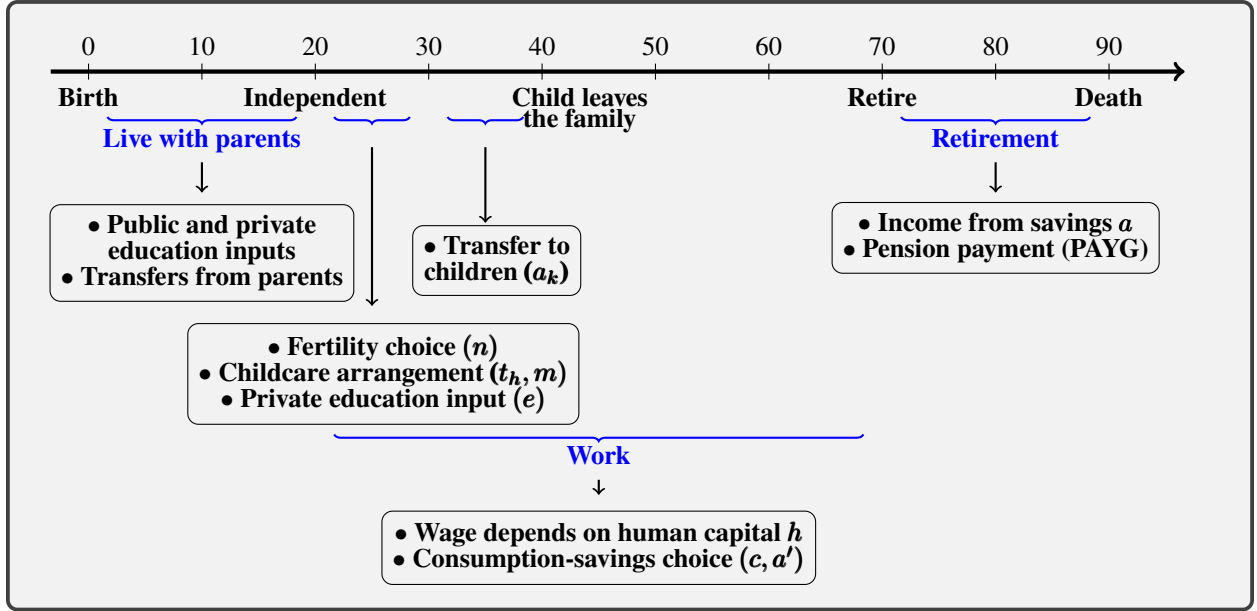 0 10 20 30 40 50 60 70 80 90
Birth Independent Child leaves Retire Death
the family
Live with parents Retirement
• Public and private
education inputs
• Transfers from parents
• Transfer to
children (a_k)
• Income from savings a
• Pension payment (PAYG)
• Fertility choice (n)
• Childcare arrangement (t_h, m)
• Private education input (e)
Work
• Wage depends on human capital h
• Consumption-savings choice (c, a′)